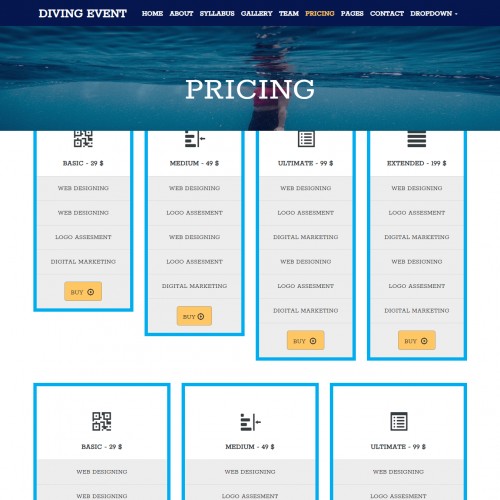 DIVING EVENT
HOME ABOUT SYLLABUS GALLERY TEAM PRICING PAGES CONTACT DROPDOWN
PRICING
BASIC - 29 $
WEB DESIGNING
WEB DESIGNING
LOGO ASSESMENT
DIGITAL MARKETING
BUY
MEDIUM - 49 $
WEB DESIGNING
LOGO ASSESMENT
WEB DESIGNING
LOGO ASSESMENT
DIGITAL MARKETING
BUY
ULTIMATE - 99 $
WEB DESIGNING
LOGO ASSESMENT
DIGITAL MARKETING
WEB DESIGNING
LOGO ASSESMENT
DIGITAL MARKETING
BUY
EXTENDED - 199 $
WEB DESIGNING
LOGO ASSESMENT
DIGITAL MARKETING
WEB DESIGNING
LOGO ASSESMENT
DIGITAL MARKETING
BUY
BASIC - 29 $
WEB DESIGNING
WEB DESIGNING
MEDIUM - 49 $
WEB DESIGNING
LOGO ASSESMENT
ULTIMATE - 99 $
WEB DESIGNING
LOGO ASSESMENT